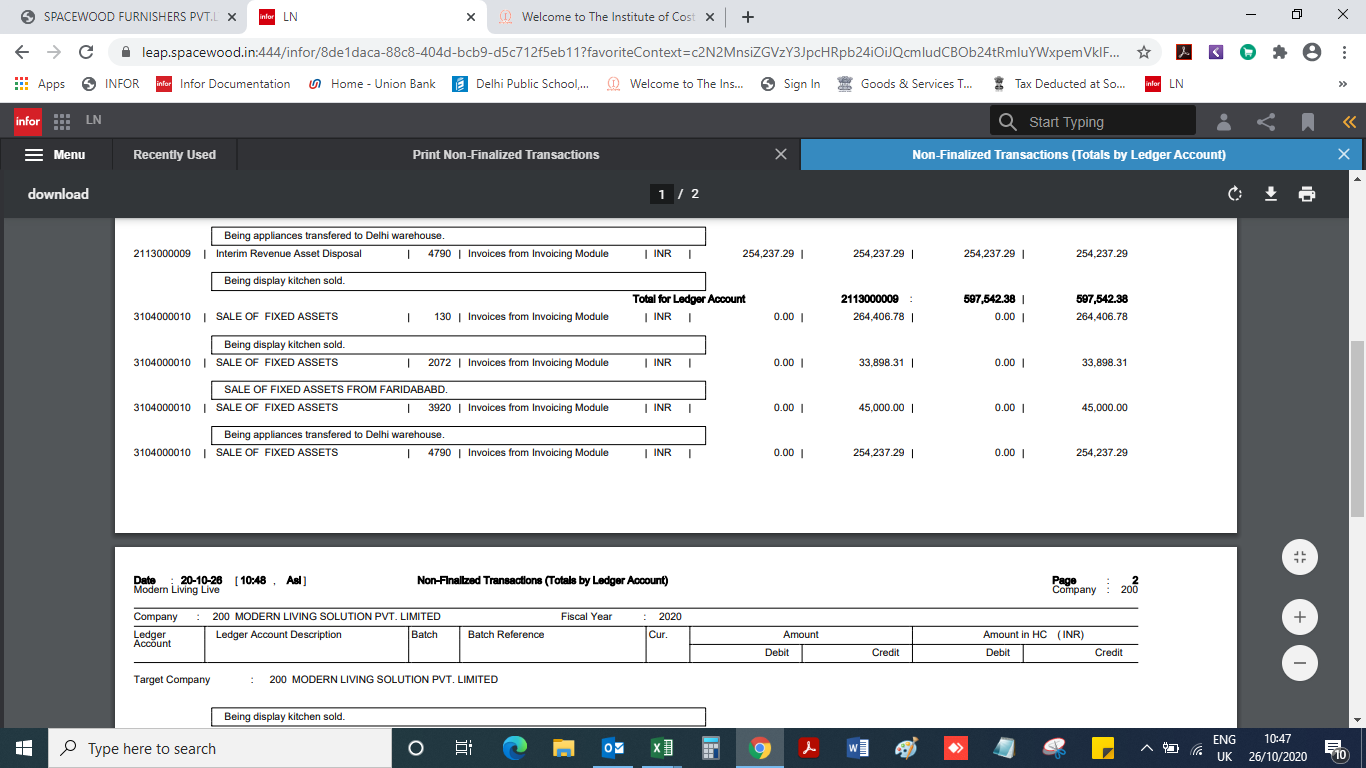 SPACEWOOD FURNISHERS PVT.L
LN
Welcome to The Institute of Cost
leap.spacewood.in:444/infor/8de1daca-88c8-404d-bcb9-d5c712f5eb11?favoriteContext=c2N2MnsiZGVzY3JpcHRpb24iOiJQcmludCBOb24tRmluYWxpemVkIF...
Apps INFOR infor Infor Documentation Home - Union Bank Delhi Public School,... Welcome to The Ins... Sign In Goods & Services T... Tax Deducted at So... infor LN »
infor LN Start Typing
Menu Recently Used Print Non-Finalized Transactions Non-Finalized Transactions (Totals by Ledger Account)
download 1 / 2
Being appliances transfered to Delhi warehouse.
2113000009 | Interim Revenue Asset Disposal | 4790 | Invoices from Invoicing Module | INR | 254,237.29 | 254,237.29 | 254,237.29 | 254,237.29
Being display kitchen sold.
Total for Ledger Account 2113000009 : 597,542.38 | 597,542.38
3104000010 | SALE OF FIXED ASSETS | 130 | Invoices from Invoicing Module | INR | 0.00 | 264,406.78 | 0.00 | 264,406.78
Being display kitchen sold.
3104000010 | SALE OF FIXED ASSETS | 2072 | Invoices from Invoicing Module | INR | 0.00 | 33,898.31 | 0.00 | 33,898.31
SALE OF FIXED ASSETS FROM FARIDABABD.
3104000010 | SALE OF FIXED ASSETS | 3920 | Invoices from Invoicing Module | INR | 0.00 | 45,000.00 | 0.00 | 45,000.00
Being appliances transfered to Delhi warehouse.
3104000010 | SALE OF FIXED ASSETS | 4790 | Invoices from Invoicing Module | INR | 0.00 | 254,237.29 | 0.00 | 254,237.29
Date : 20-10-26 [ 10:48 , Asl ] Non-Finalized Transactions (Totals by Ledger Account) Page : 2
Modern Living Live Company : 200
Company : 200 MODERN LIVING SOLUTION PVT. LIMITED Fiscal Year : 2020
Ledger Ledger Account Description Batch Batch Reference Cur. Amount Amount in HC ( INR)
Account
Debit Credit Debit Credit
Target Company : 200 MODERN LIVING SOLUTION PVT. LIMITED
Being display kitchen sold.
Type here to search
ENG 10:47
UK 26/10/2020 10